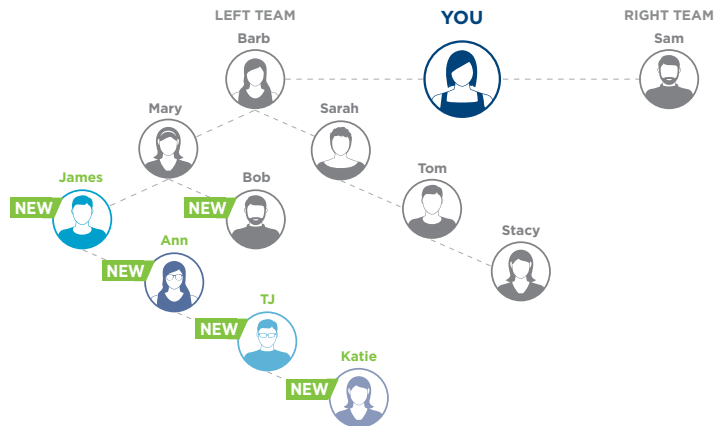 LEFT TEAM
YOU
RIGHT TEAM
Barb
Sam
Mary
Sarah
James
Bob
Tom
NEW
NEW
Ann
Stacy
NEW
TJ
NEW
Katie
NEW